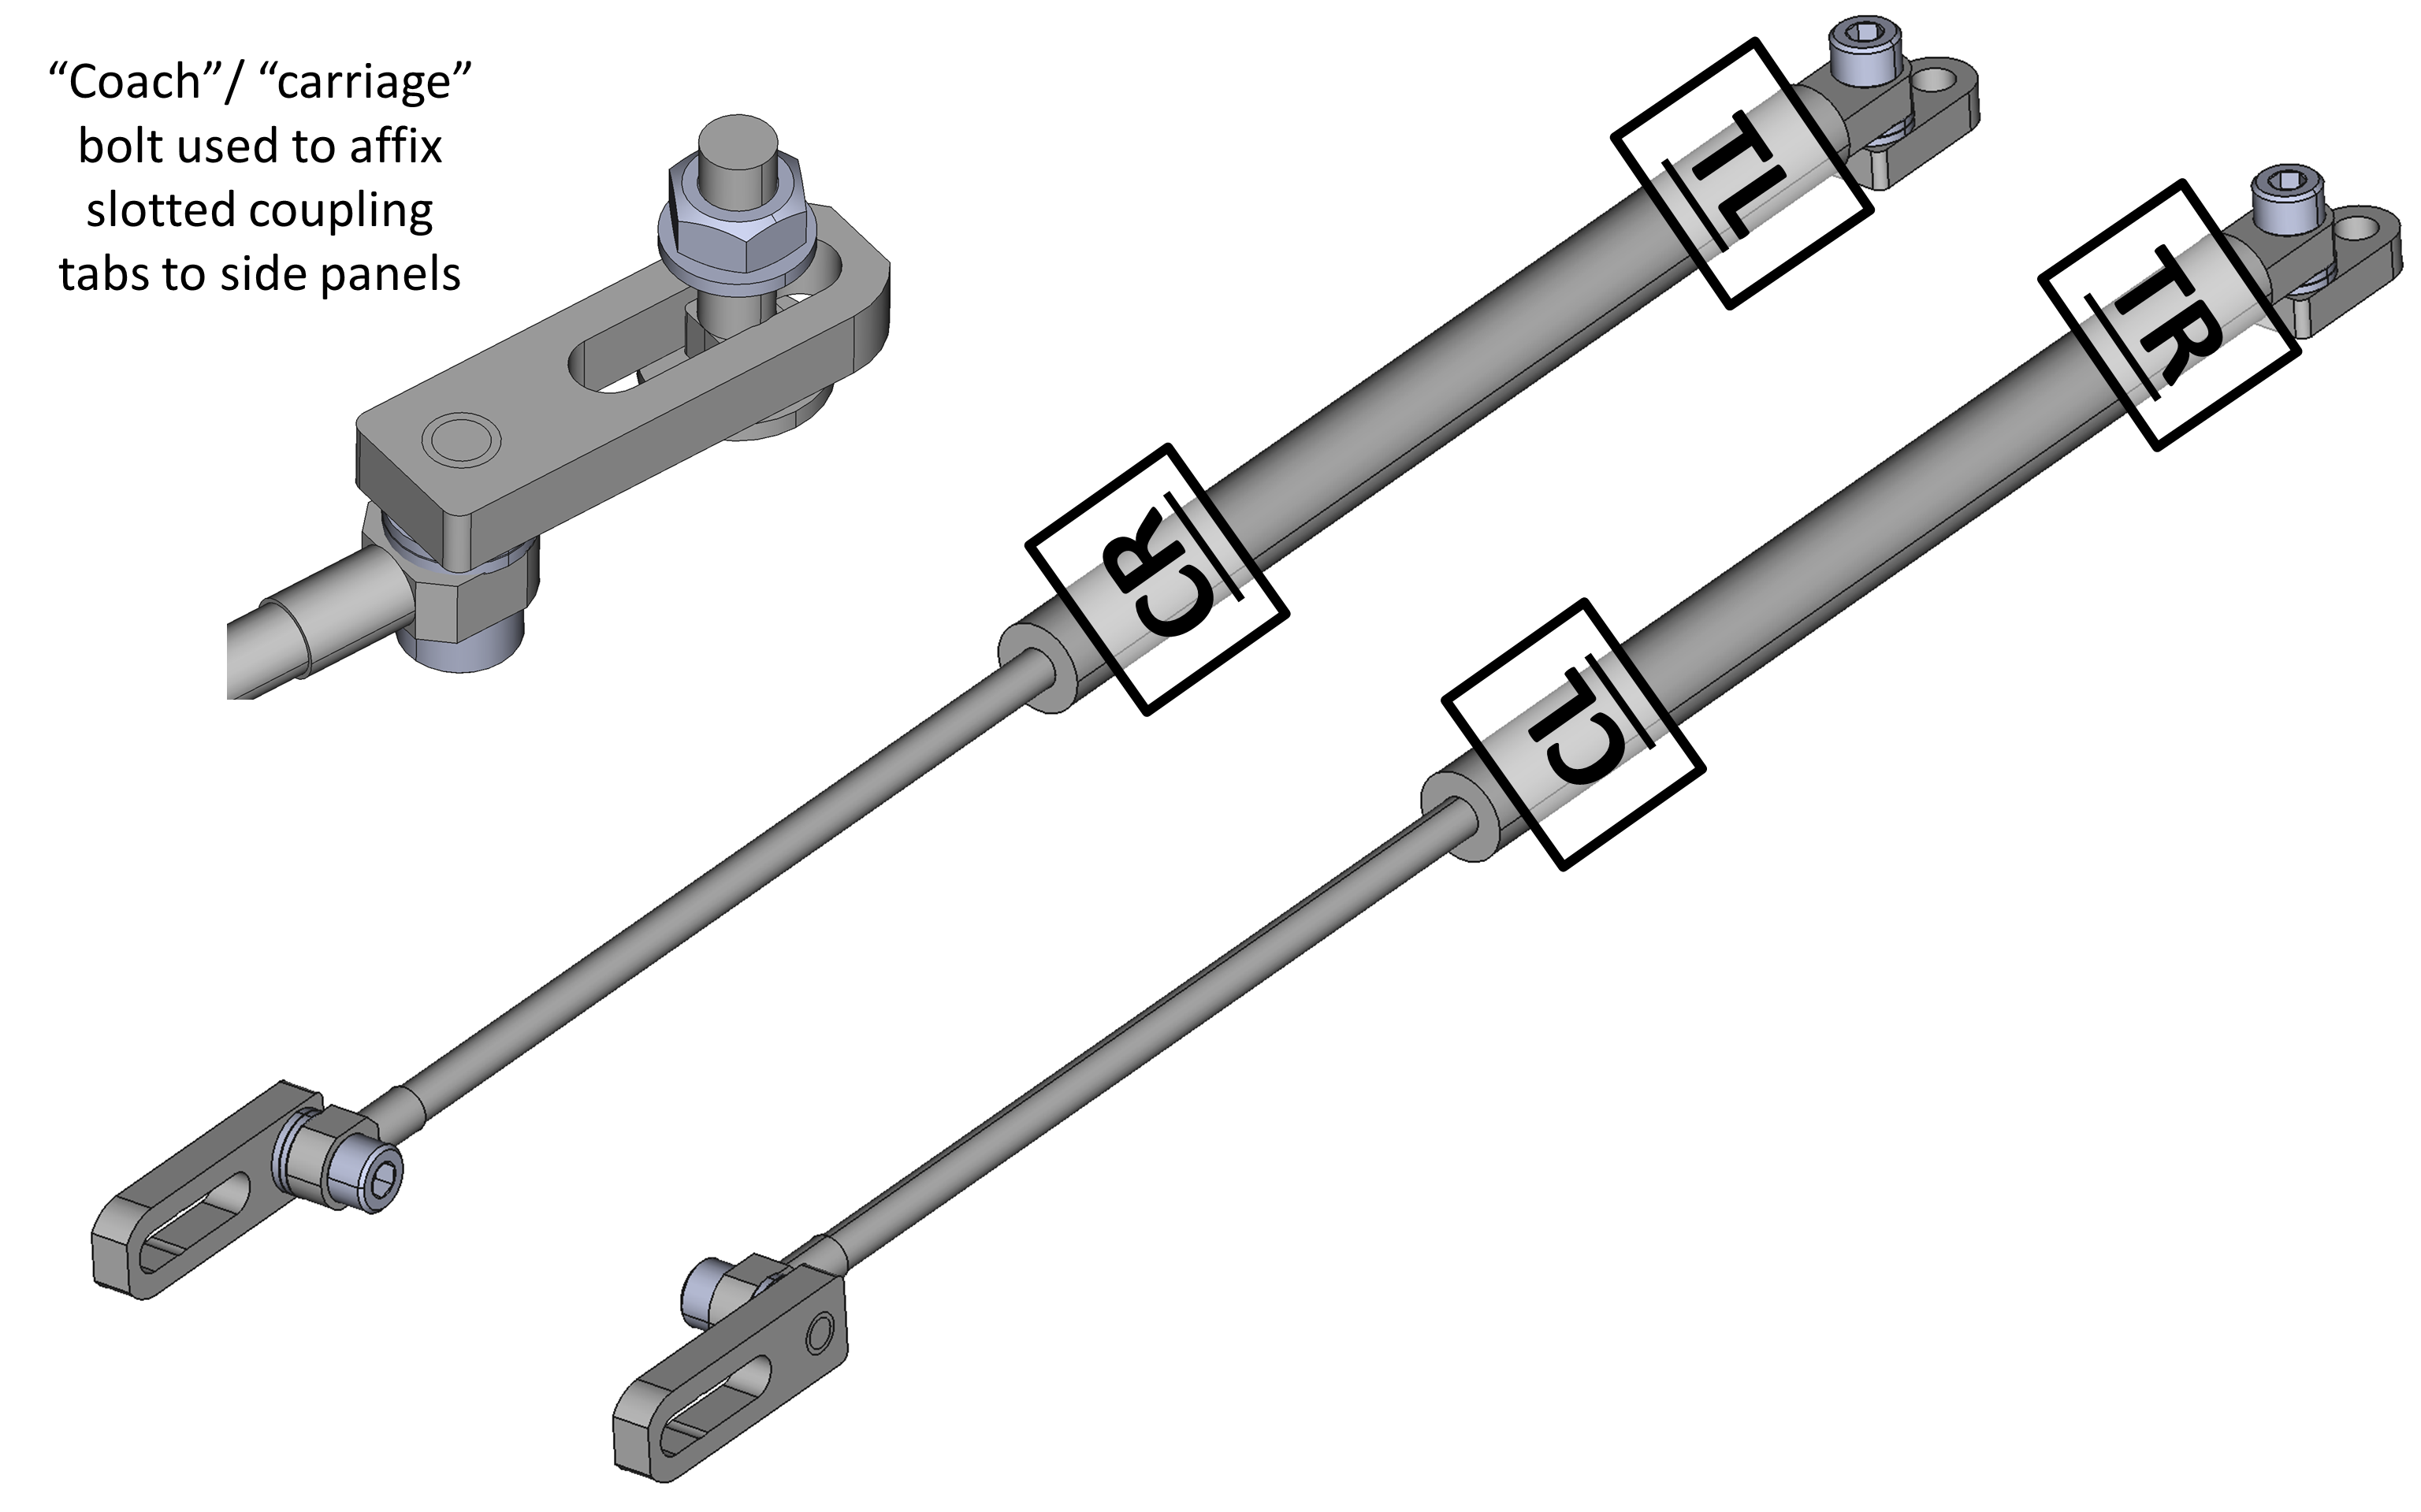 “Coach”/ “carriage”
bolt used to affix
slotted coupling
tabs to side panels
TL
TR
CR
CL